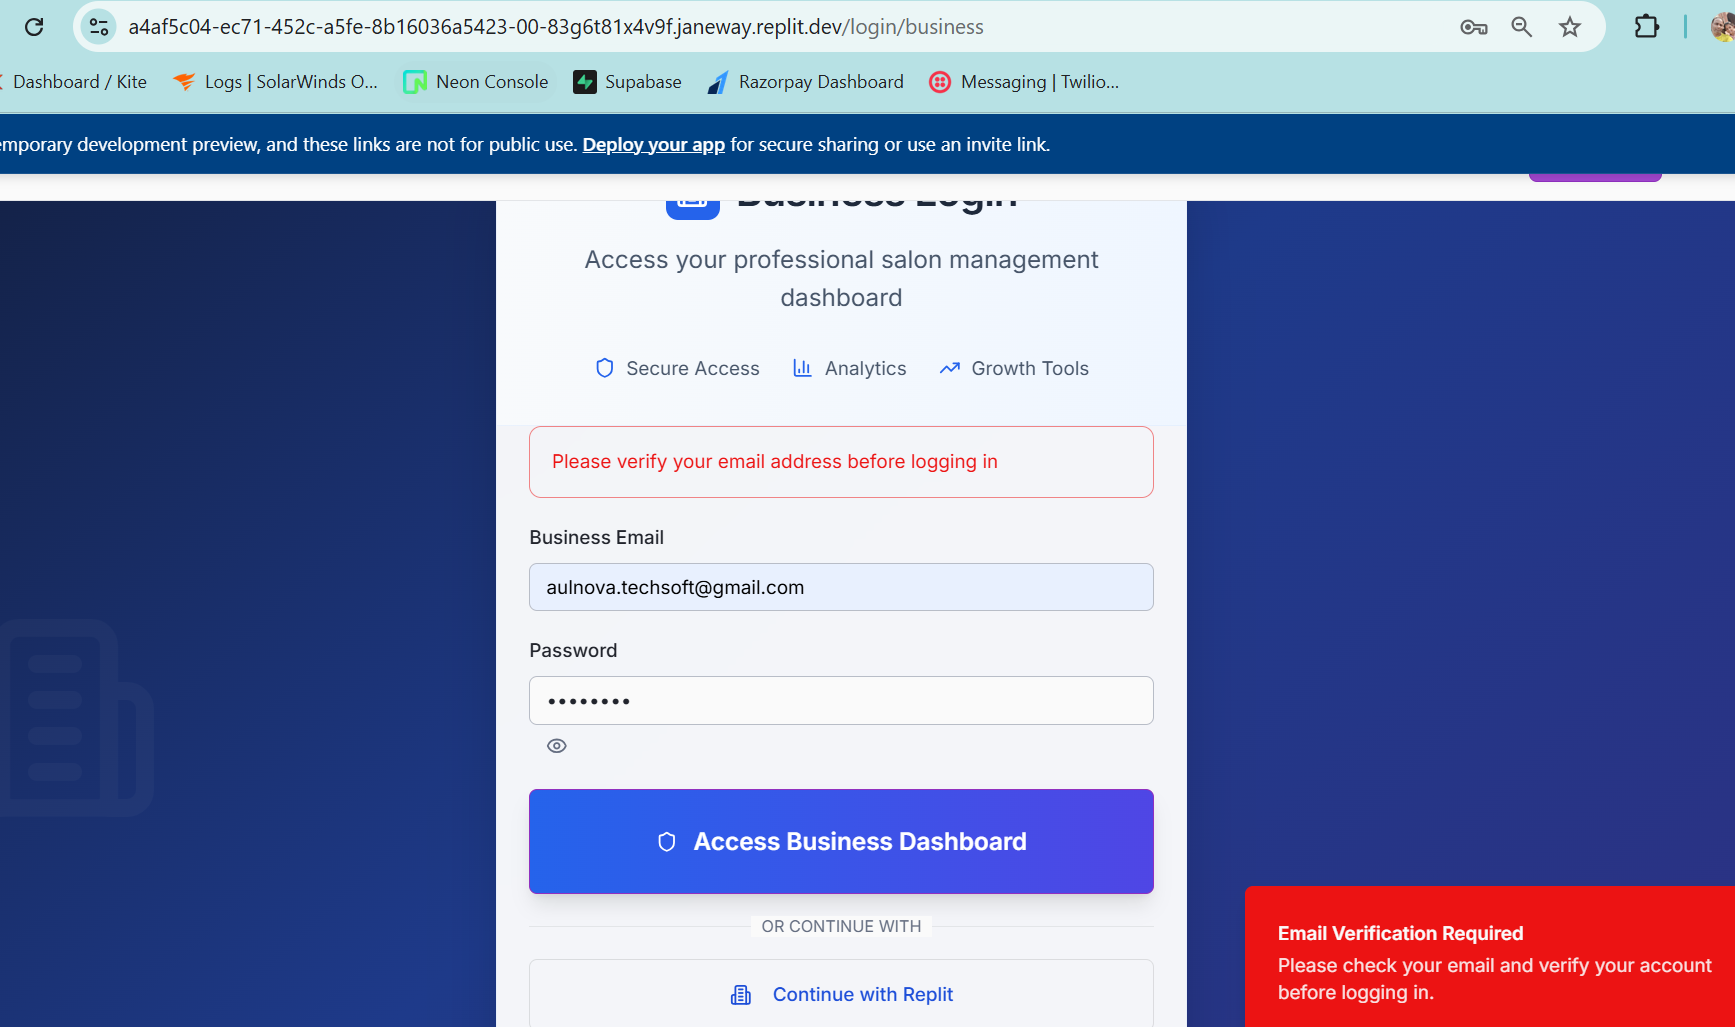 a4af5c04-ec71-452c-a5fe-8b16036a5423-00-83g6t81x4v9f.janeway.replit.dev/login/business
Dashboard / Kite Logs | SolarWinds O... Neon Console Supabase Razorpay Dashboard Messaging | Twilio...
emporary development preview, and these links are not for public use. Deploy your app for secure sharing or use an invite link.
Business Login
Access your professional salon management
dashboard
Secure Access Analytics Growth Tools
Please verify your email address before logging in
Business Email
aulnova.techsoft@gmail.com
Password
Access Business Dashboard
OR CONTINUE WITH
Continue with Replit
Email Verification Required
Please check your email and verify your account
before logging in.